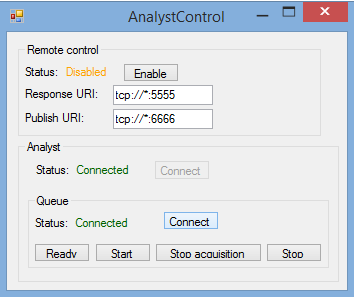 AnalystControl
Remote control
Status: Disabled Enable
Response URI: tcp://*:5555
Publish URI: tcp://*:6666
Analyst
Status: Connected Connect
Queue
Status: Connected Connect
Ready Start Stop acquisition Stop